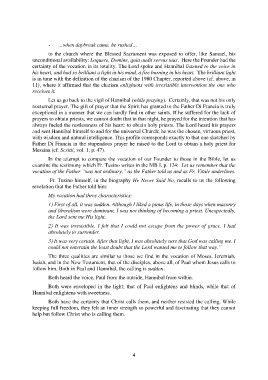 - ...when daybreak came, he rushed...
to the church where the Blessed Sacrament was exposed to offer, like Samuel, his
unconditional availability: Loquere, Domine, quia audit servus tuus. Here the Founder had the
certainty of the vocation in its totality. The Lord spoke and Hannibal listened to the voice in
his heart, and had so brilliant a light in his mind, a fire burning in his heart. The brilliant light
is in tune with the definition of the charism of the 1980 Chapter, reported above (cf. above, in
11), where it affirmed that the charism enlightens with irresistible intervention the one who
receives it.
Let us go back to the vigil of Hannibal (while praying). Certainly, that was not his only
nocturnal prayer. The gift of prayer that the Spirit has granted to the Father Di Francia is truly
exceptional in a manner that we can hardly find in other saints. If he suffered for the lack of
prayers to obtain priests, we cannot doubt that in that night, he prayed for the intention that has
always fueled the restlessness of his heart: to obtain holy priests. The Lord heard his prayers
and sent Hannibal himself to and for the universal Church; he was the chosen, virtuous priest,
with wisdom and natural intelligence. This profile corresponds exactly to that one sketched by
Father Di Francia in the stupendous prayer he raised to the Lord to obtain a holy priest for
Messina (cf. Scritti, vol. 1, p. 47).
In the attempt to compare the vocation of our Founder to those in the Bible, let us
examine the testimony which Fr. Tusino writes in the MB I, p. 134: Let us remember that the
vocation of the Father "was not ordinary," as the Father told us and as Fr. Vitale underlines.
Fr. Tusino himself, in the biography He Never Said No, recalls to us the following
revelation that the Father told him:
My vocation had three characteristics:
1) First of all, it was sudden. Although I liked a pious life, in those days when masonry
and liberalism were dominant, I was not thinking of becoming a priest. Unexpectedly,
the Lord sent me His light.
2) It was irresistible. I felt that I could not escape from the power of grace. I had
absolutely to surrender.
3) It was very certain. After that light, I was absolutely sure that God was calling me. I
could not entertain the least doubt that the Lord wanted me to follow that way."
The three qualities are similar to those we find in the vocation of Moses, Jeremiah,
Isaiah, and in the New Testament, that of the disciples, above all, of Paul whom Jesus calls to
follow him. Both in Paul and Hannibal, the calling is sudden.
Both heard the voice, Paul from the outside, Hannibal from within.
Both were enveloped in the light; that of Paul enlightens and blinds, while that of
Hannibal enlightens with sweetness.
Both have the certainty that Christ calls them, and neither resisted the calling. While
keeping full freedom, they felt an inner strength so powerful and fascinating that they cannot
help but follow Christ who is calling them.
4